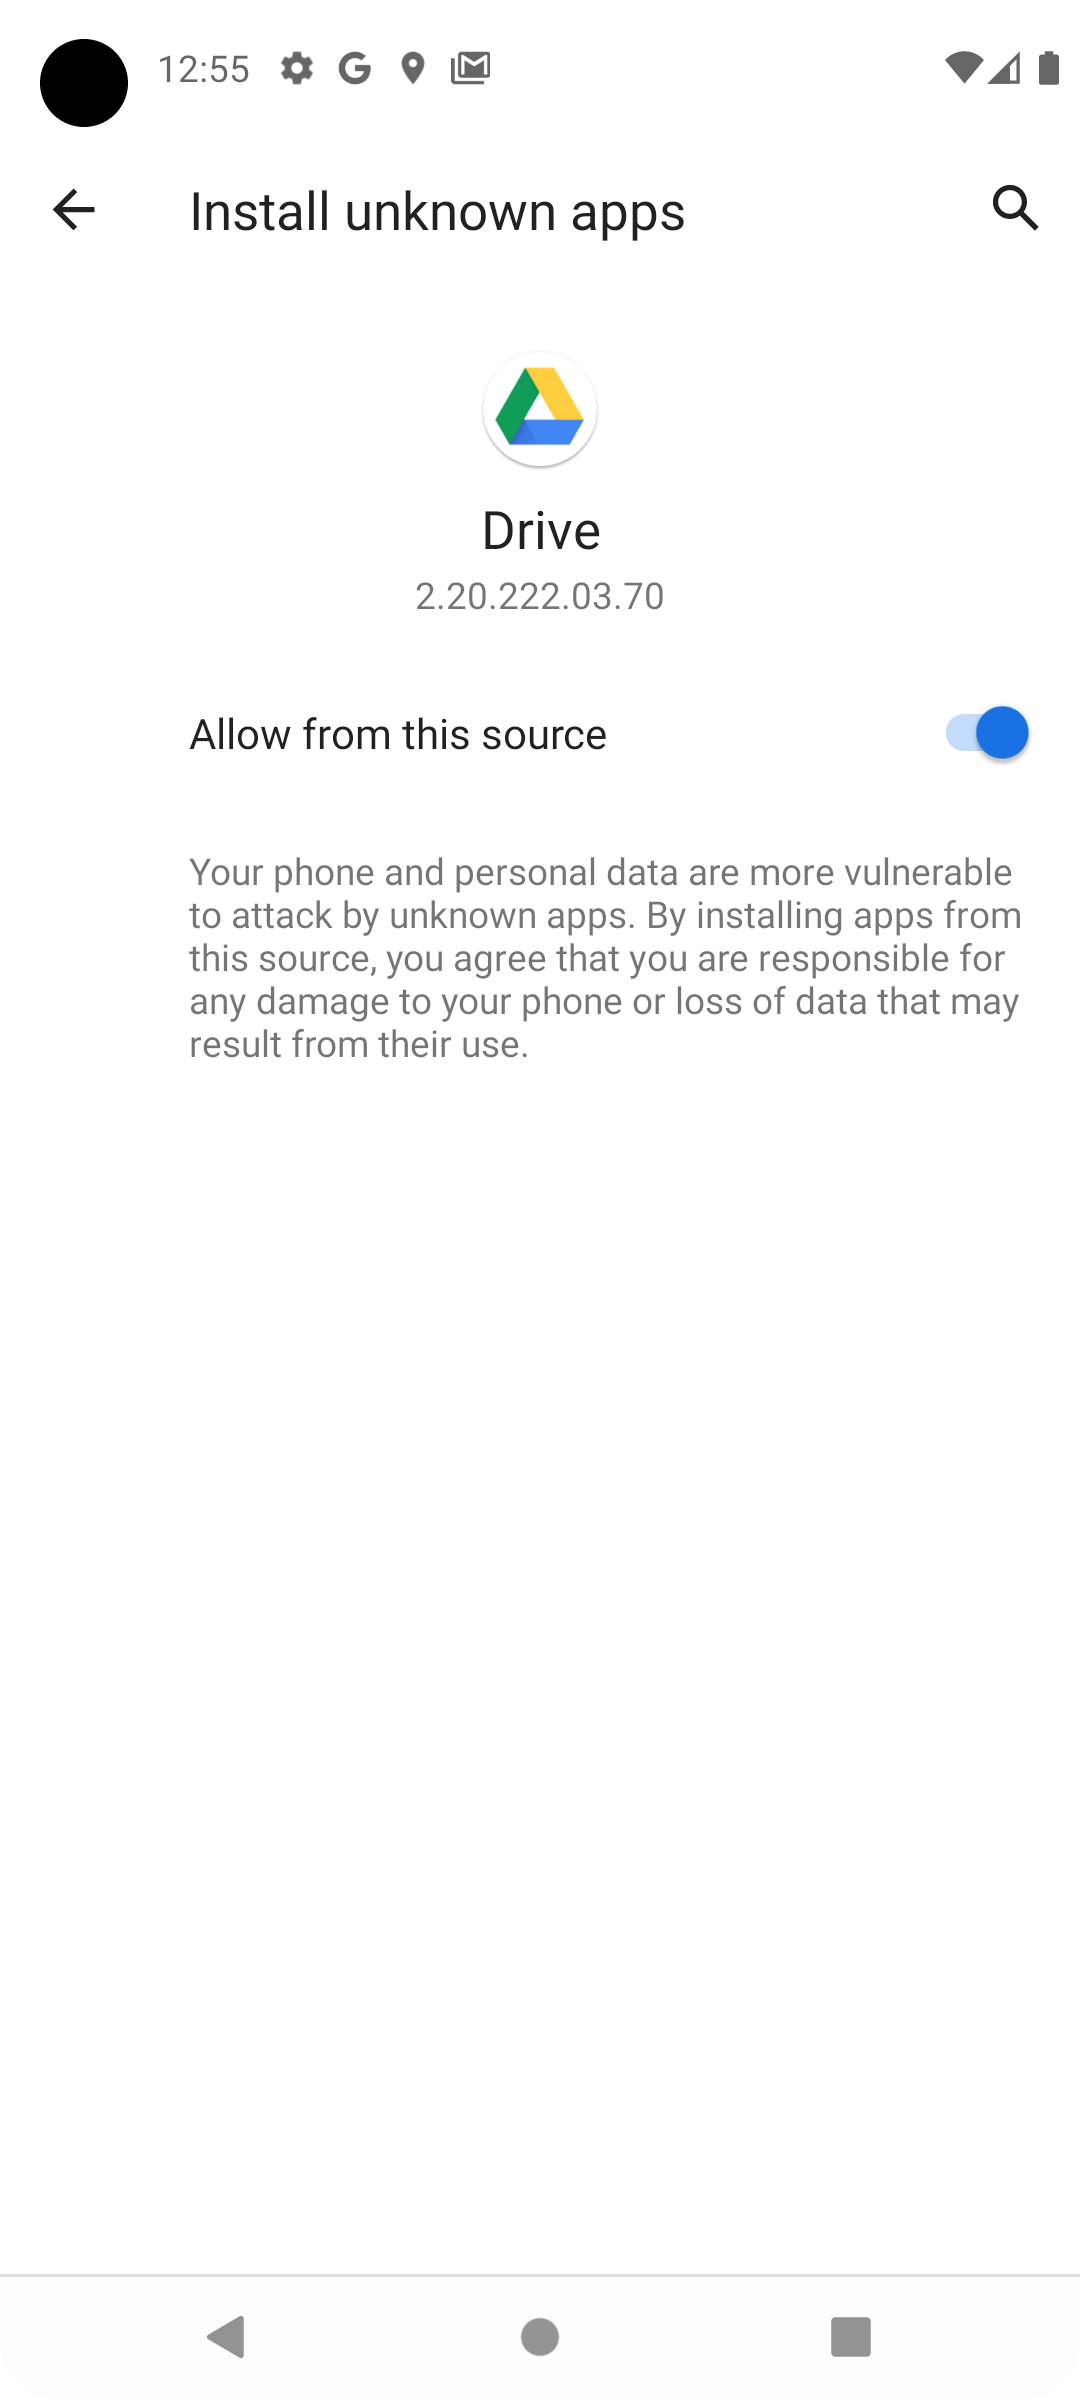 12:55
Install unknown apps
Drive
2.20.222.03.70
Allow from this source
Your phone and personal data are more vulnerable
to attack by unknown apps. By installing apps from
this source, you agree that you are responsible for
any damage to your phone or loss of data that may
result from their use.